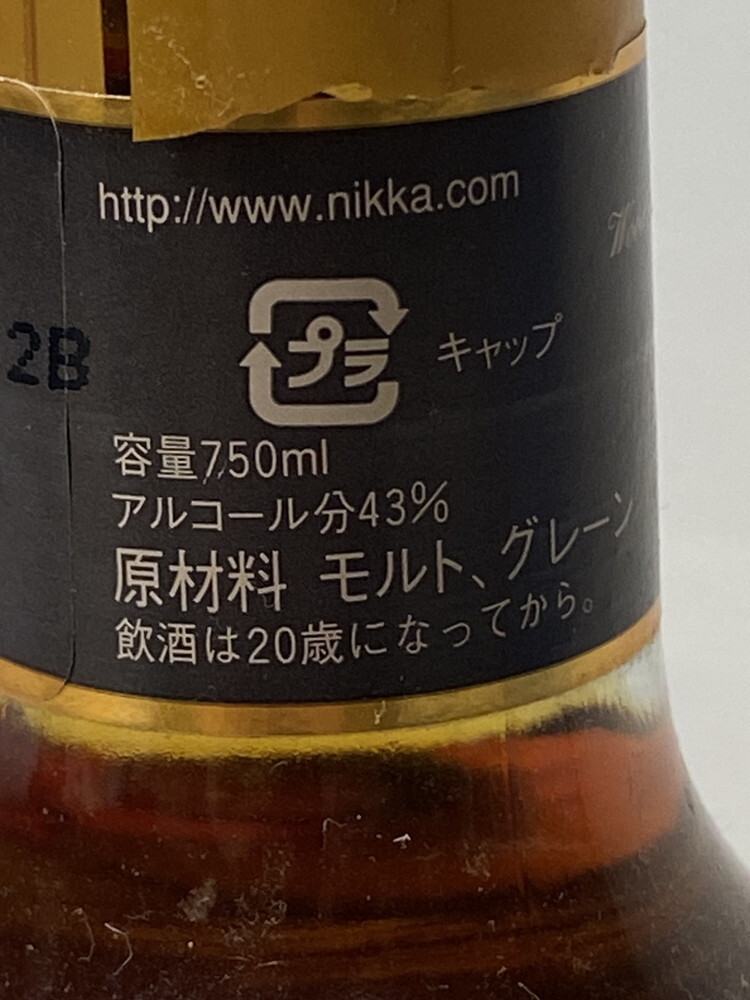 http://www.nikka.com
プラ キャップ
2B
容量750ml
アルコール分43%
原材料 モルト、グレーン
飲酒は20歳になってから。